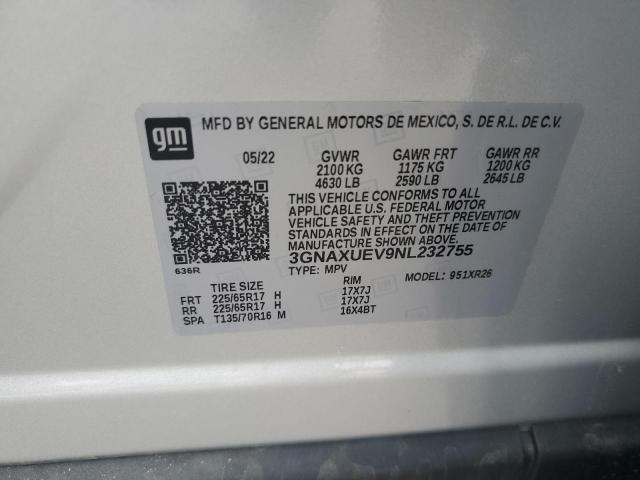 gm MFD BY GENERAL MOTORS DE MEXICO, S. DE R.L. DE C.V.
05/22 GVWR GAWR FRT GAWR RR
2100 KG 1175 KG 1200 KG
4630 LB 2590 LB 2645 LB
THIS VEHICLE CONFORMS TO ALL
APPLICABLE U.S. FEDERAL MOTOR
VEHICLE SAFETY AND THEFT PREVENTION
STANDARDS IN EFFECT ON THE DATE OF
MANUFACTURE SHOWN ABOVE.
3GNAXUEV9NL232755
636R TYPE: MPV MODEL: 951XR26
TIRE SIZE RIM
FRT 225/65R17 H 17X7J
RR 225/65R17 H 17X7J
SPA T135/70R16 M 16X4BT